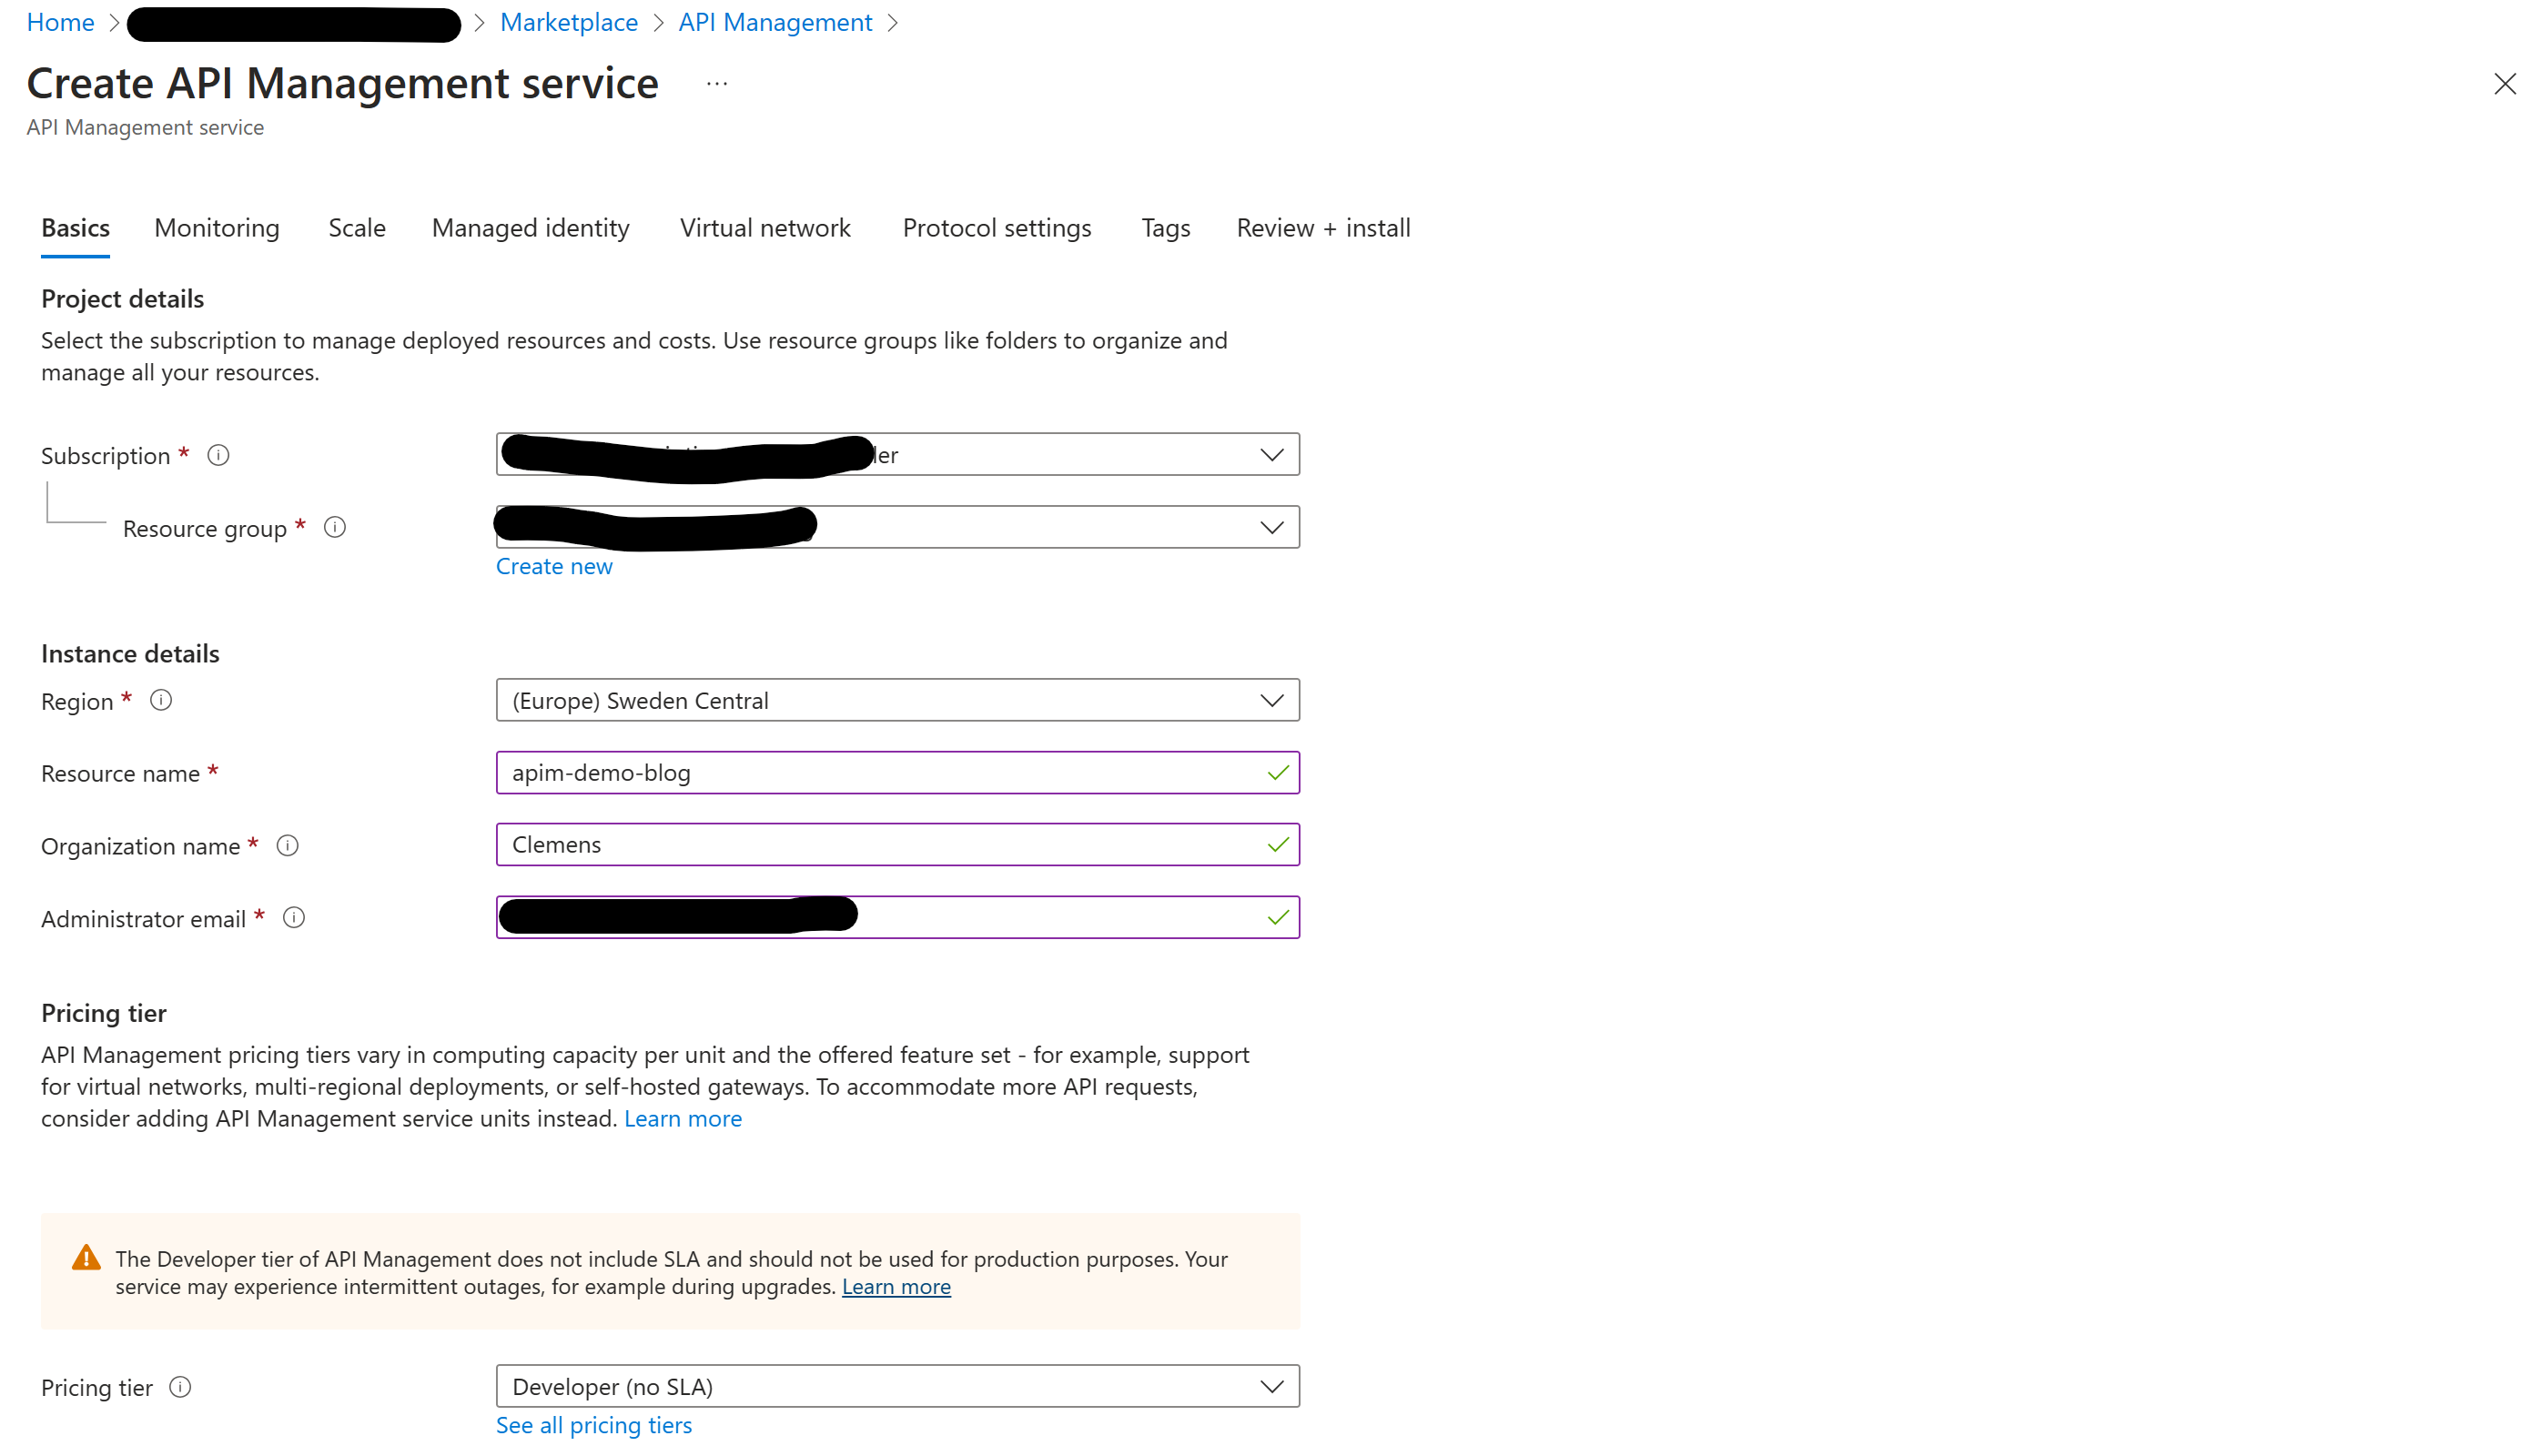 Home > > Marketplace > API Management >
Create API Management service ...
API Management service
Basics Monitoring Scale Managed identity Virtual network Protocol settings Tags Review + install
Project details
Select the subscription to manage deployed resources and costs. Use resource groups like folders to organize and
manage all your resources.
Subscription *
Resource group *
Create new
Instance details
Region * (Europe) Sweden Central
Resource name * apim-demo-blog
Organization name * Clemens
Administrator email *
Pricing tier
API Management pricing tiers vary in computing capacity per unit and the offered feature set - for example, support
for virtual networks, multi-regional deployments, or self-hosted gateways. To accommodate more API requests,
consider adding API Management service units instead. Learn more
The Developer tier of API Management does not include SLA and should not be used for production purposes. Your
service may experience intermittent outages, for example during upgrades. Learn more
Pricing tier Developer (no SLA)
See all pricing tiers